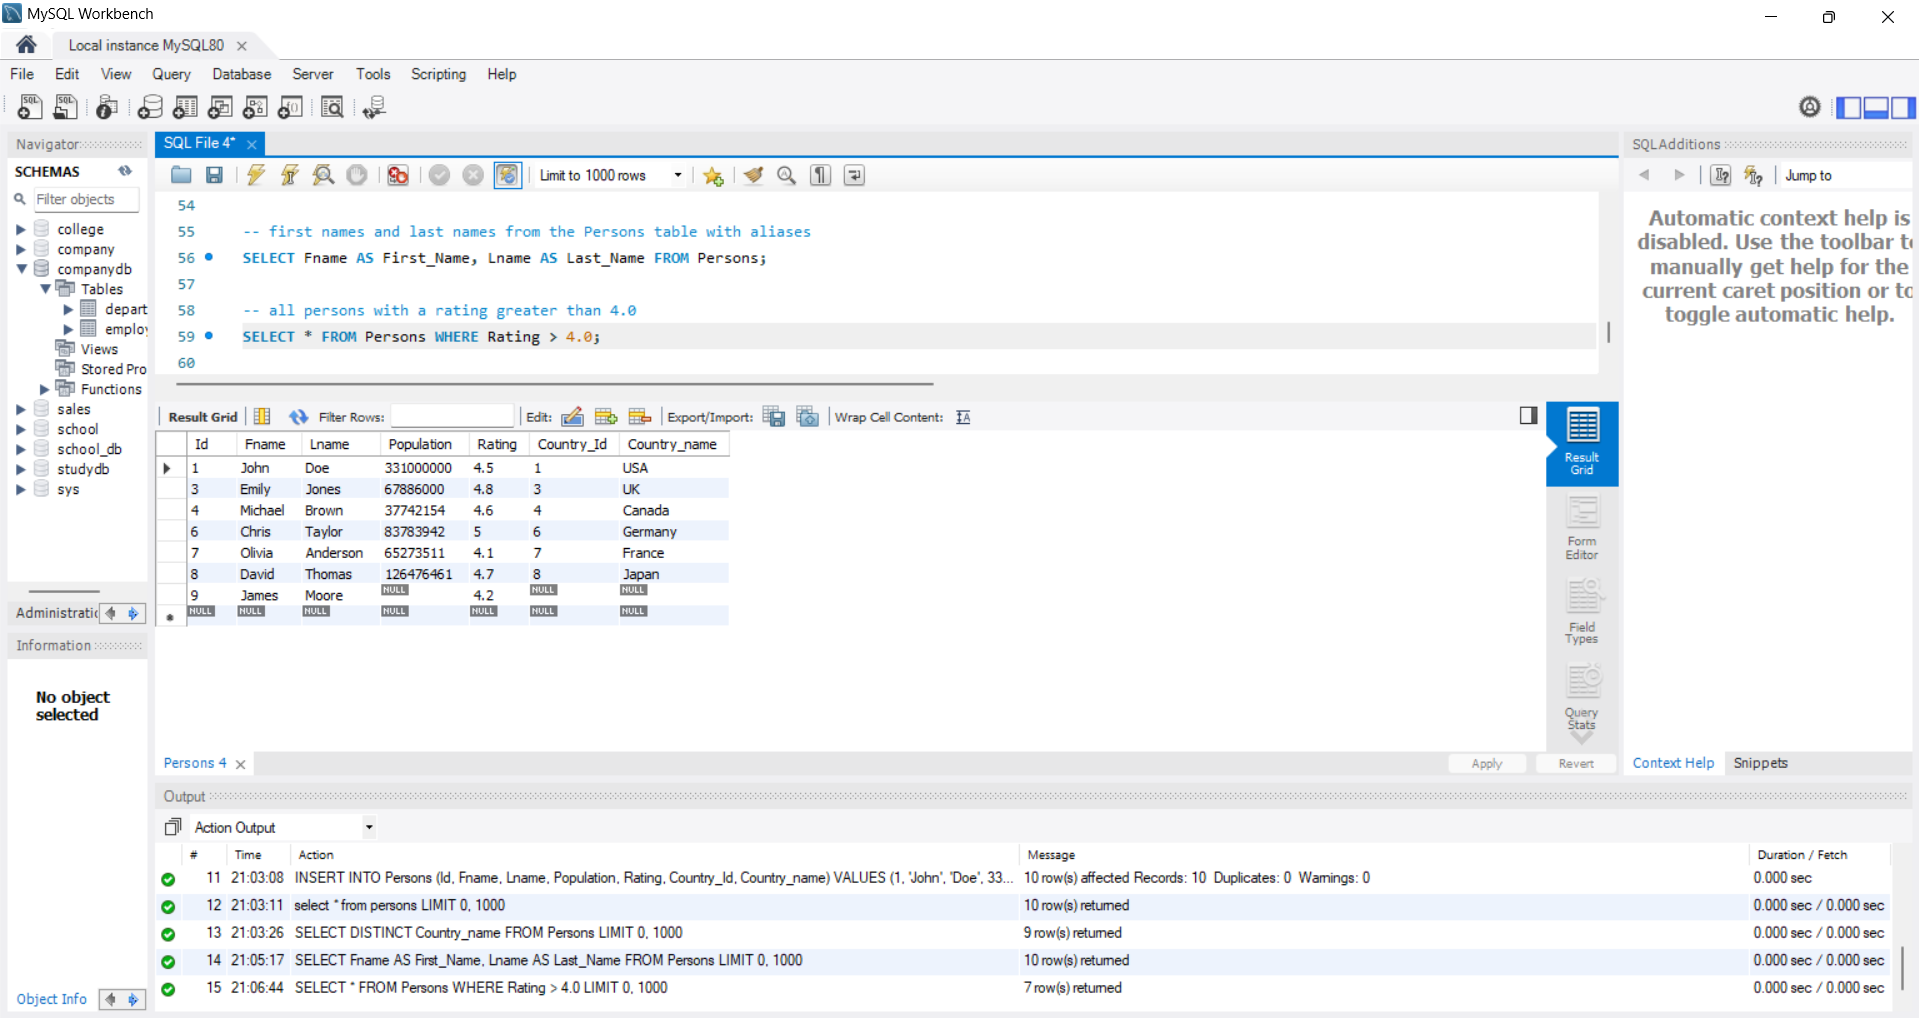 MySQL Workbench
Local instance MySQL80
File Edit View Query Database Server Tools Scripting Help
Navigator
SCHEMAS
Filter objects
college
company
companydb
Tables
depart
employ
Views
Stored Pro
Functions
sales
school
school_db
studydb
sys
Administratic
Information
No object
selected
Object Info
SQL File 4*
Limit to 1000 rows
54
55 -- first names and last names from the Persons table with aliases
56 SELECT Fname AS First_Name, Lname AS Last_Name FROM Persons;
57
58 -- all persons with a rating greater than 4.0
59 SELECT * FROM Persons WHERE Rating > 4.0;
60
Result Grid Filter Rows: Edit: Export/Import: Wrap Cell Content: IA
Id Fname Lname Population Rating Country_Id Country_name
1 John Doe 331000000 4.5 1 USA
3 Emily Jones 67886000 4.8 3 UK
4 Michael Brown 37742154 4.6 4 Canada
6 Chris Taylor 83783942 5 6 Germany
7 Olivia Anderson 65273511 4.1 7 France
8 David Thomas 126476461 4.7 8 Japan
9 James Moore NULL 4.2 NULL NULL
NULL NULL NULL NULL NULL NULL NULL
Result
Grid
Form
Editor
Field
Types
Query
Stats
Persons 4
Apply Revert
SQLAdditions
Jump to
Automatic context help is
disabled. Use the toolbar to
manually get help for the
current caret position or to
toggle automatic help.
Context Help Snippets
Output
Action Output
# Time Action Message Duration / Fetch
11 21:03:08 INSERT INTO Persons (Id, Fname, Lname, Population, Rating, Country_Id, Country_name) VALUES (1, 'John', 'Doe', 33... 10 row(s) affected Records: 10 Duplicates: 0 Warnings: 0 0.000 sec
12 21:03:11 select * from persons LIMIT 0, 1000 10 row(s) returned 0.000 sec / 0.000 sec
13 21:03:26 SELECT DISTINCT Country_name FROM Persons LIMIT 0, 1000 9 row(s) returned 0.000 sec / 0.000 sec
14 21:05:17 SELECT Fname AS First_Name, Lname AS Last_Name FROM Persons LIMIT 0, 1000 10 row(s) returned 0.000 sec / 0.000 sec
15 21:06:44 SELECT * FROM Persons WHERE Rating > 4.0 LIMIT 0, 1000 7 row(s) returned 0.000 sec / 0.000 sec